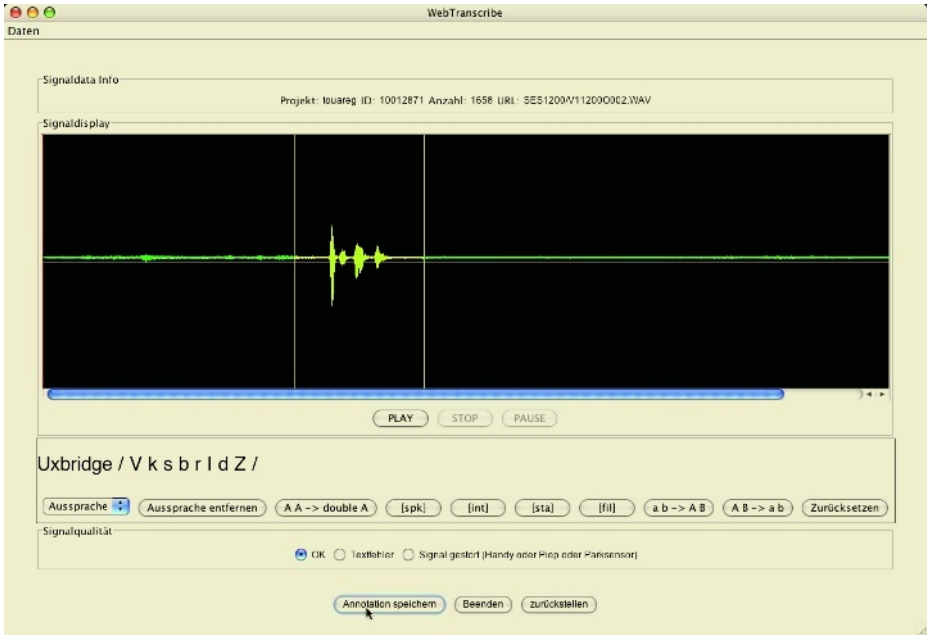 WebTranscribe
Daten
Signaldata Info
Projekt: touareg ID: 10012871 Anzahl: 1658 URL: SES1200/V11200O002.WAV
Signaldisplay
PLAY STOP PAUSE
Uxbridge / V k s b r I d Z /
Aussprache Aussprache entfernen A A -> double A [spk] [int] [sta] [fil] a b -> A B A B -> a b Zurücksetzen
Signalqualität
OK Textfehler Signal gestört (Handy oder Piep oder Parksensor)
Annotation speichern Beenden zurückstellen